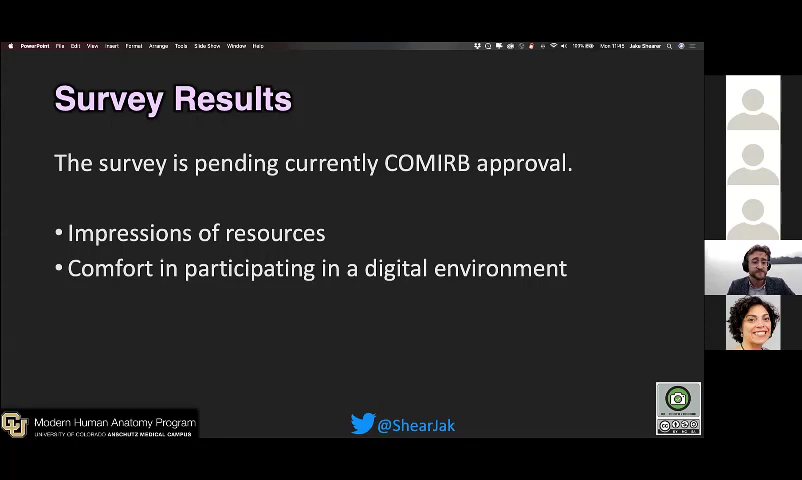 PowerPoint File Edit View Insert Format Arrange Tools Slide Show Window Help
100% Mon 11:45 Jake Shearer
Survey Results
The survey is pending currently COMIRB approval.
• Impressions of resources
• Comfort in participating in a digital environment
CU Modern Human Anatomy Program
UNIVERSITY OF COLORADO ANSCHUTZ MEDICAL CAMPUS
@ShearJak